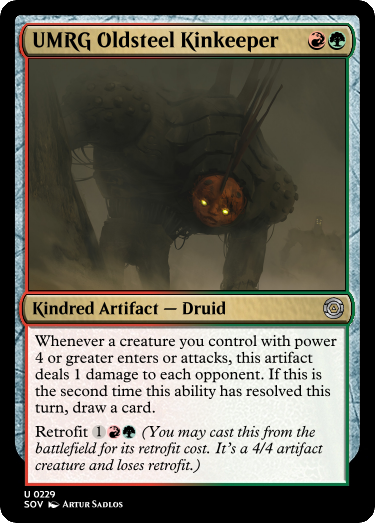 UMRG Oldsteel Kinkeeper
Kindred Artifact — Druid
Whenever a creature you control with power
4 or greater enters or attacks, this artifact
deals 1 damage to each opponent. If this is
the second time this ability has resolved this
turn, draw a card.
Retrofit 1 (You may cast this from the
battlefield for its retrofit cost. It's a 4/4 artifact
creature and loses retrofit.)
U 0229
SOV Artur Sadlos